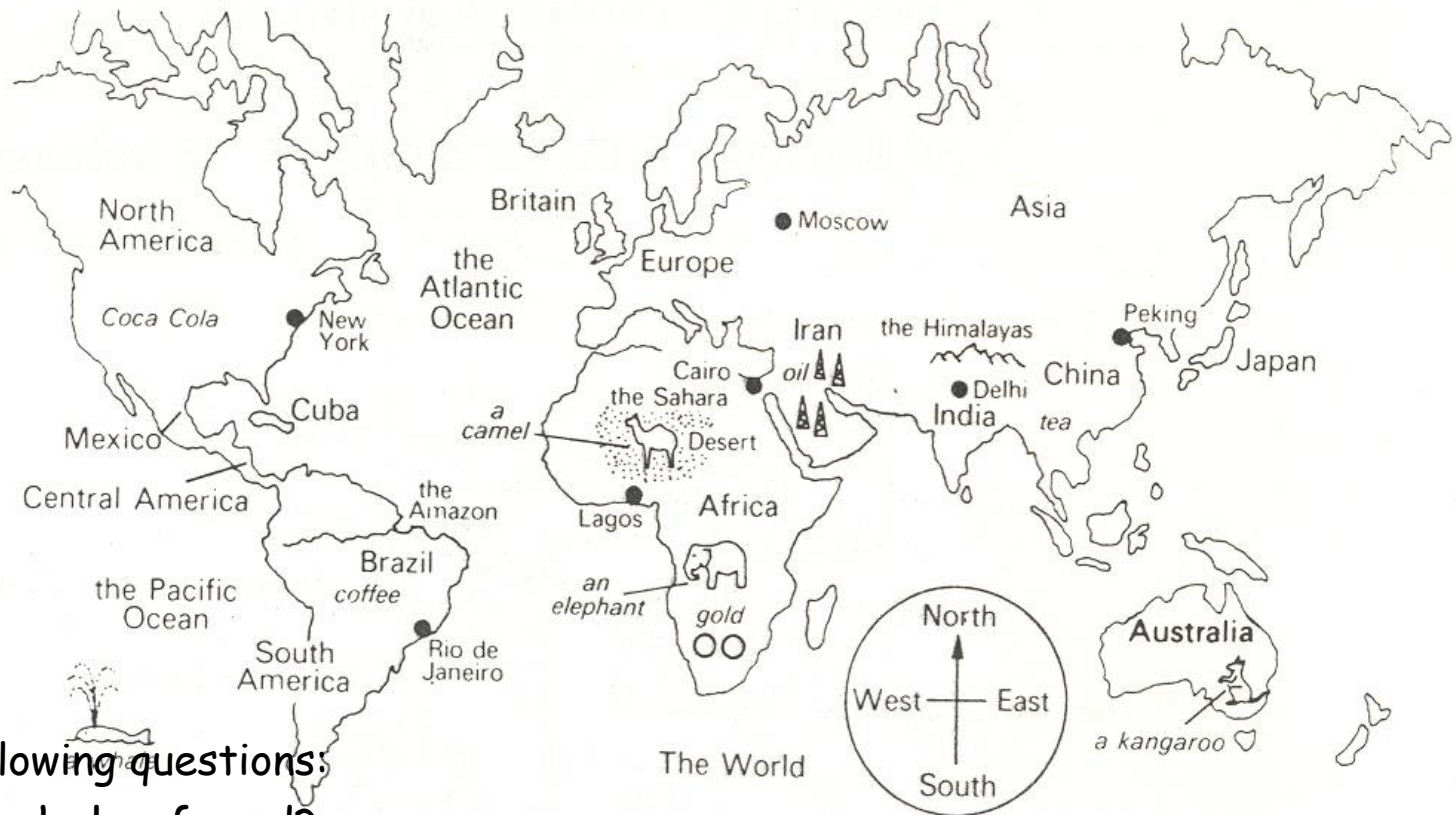 North
America
Coca Cola
New
York
the
Atlantic
Ocean
Britain
Europe
Moscow
Asia
Cuba
Mexico
Central America
the
Amazon
Brazil
coffee
the Pacific
Ocean
South
America
Rio de
Janeiro
a
camel
the Sahara
Desert
Cairo
Iran
oil
the Himalayas
Delhi
India
China
tea
Peking
Japan
Lagos
Africa
an
elephant
gold
North
West
East
South
Australia
a kangaroo
The World
a whale
lowing questions: